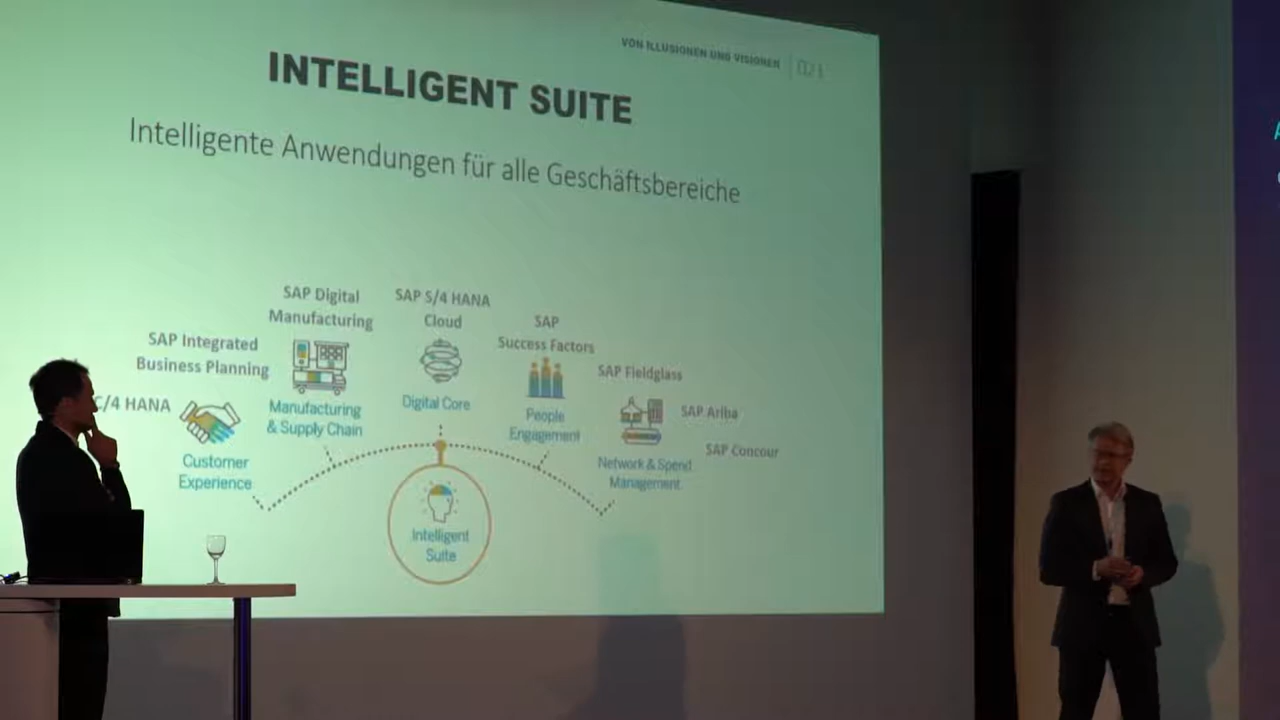 VON ILLUSIONEN UND VISIONEN
INTELLIGENT SUITE
Intelligente Anwendungen für alle Geschäftsbereiche
SAP Digital
Manufacturing
SAP S/4 HANA
Cloud
SAP
Success Factors
SAP Integrated
Business Planning
SAP Fieldglass
C/4 HANA
SAP Ariba
SAP Concour
Manufacturing
& Supply Chain
Digital Core
People
Engagement
Customer
Experience
Network & Spend
Management
Intelligent
Suite